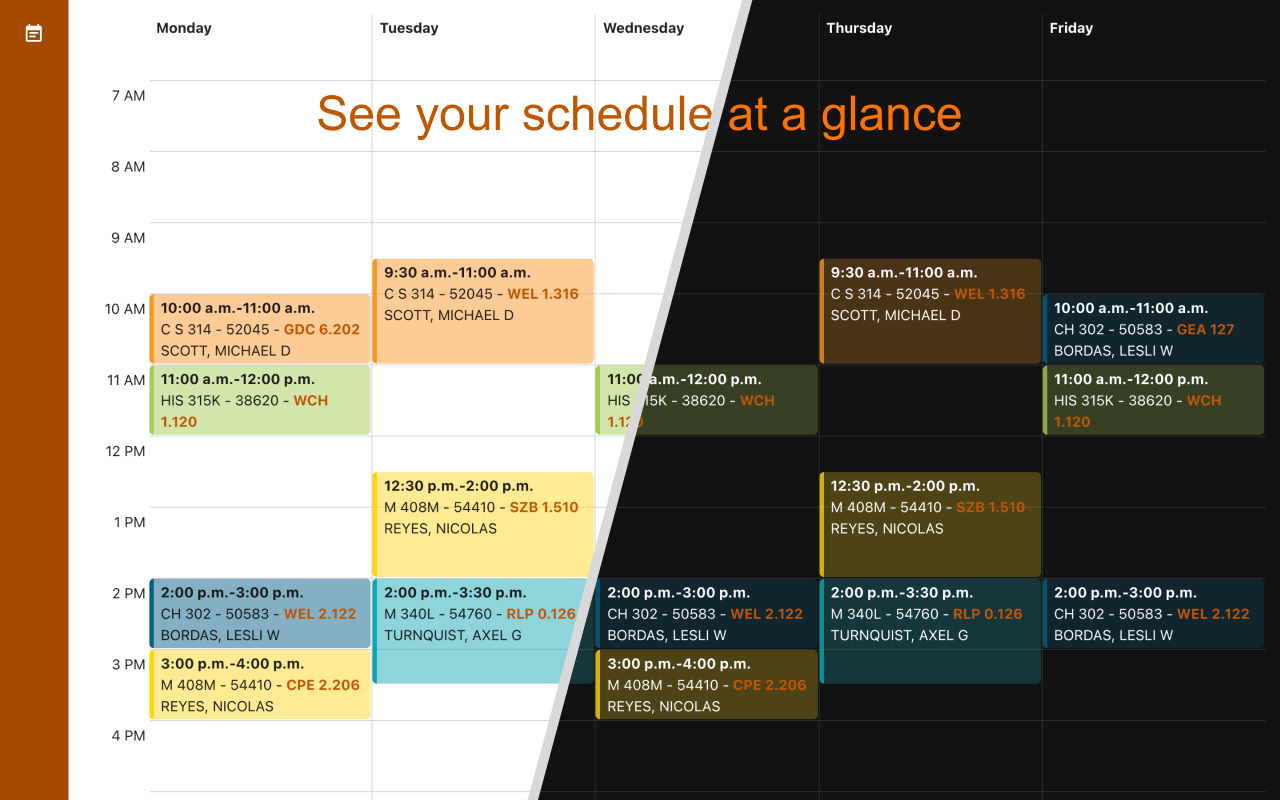 Monday
Tuesday
Wednesday
Thursday
Friday
7 AM
See your schedule at a glance
8 AM
9 AM
10 AM
11 AM
12 PM
1 PM
2 PM
3 PM
4 PM
10:00 a.m.-11:00 a.m.
C S 314 - 52045 - GDC 6.202
SCOTT, MICHAEL D
11:00 a.m.-12:00 p.m.
HIS 315K - 38620 - WCH
1.120
2:00 p.m.-3:00 p.m.
CH 302 - 50583 - WEL 2.122
BORDAS, LESLI W
3:00 p.m.-4:00 p.m.
M 408M - 54410 - CPE 2.206
REYES, NICOLAS
9:30 a.m.-11:00 a.m.
C S 314 - 52045 - WEL 1.316
SCOTT, MICHAEL D
12:30 p.m.-2:00 p.m.
M 408M - 54410 - SZB 1.510
REYES, NICOLAS
2:00 p.m.-3:30 p.m.
M 340L - 54760 - RLP 0.126
TURNQUIST, AXEL G
11:00 a.m.-12:00 p.m.
HIS 315K - 38620 - WCH
1.120
2:00 p.m.-3:00 p.m.
CH 302 - 50583 - WEL 2.122
BORDAS, LESLI W
3:00 p.m.-4:00 p.m.
M 408M - 54410 - CPE 2.206
REYES, NICOLAS
9:30 a.m.-11:00 a.m.
C S 314 - 52045 - WEL 1.316
SCOTT, MICHAEL D
12:30 p.m.-2:00 p.m.
M 408M - 54410 - SZB 1.510
REYES, NICOLAS
2:00 p.m.-3:30 p.m.
M 340L - 54760 - RLP 0.126
TURNQUIST, AXEL G
10:00 a.m.-11:00 a.m.
CH 302 - 50583 - GEA 127
BORDAS, LESLI W
11:00 a.m.-12:00 p.m.
HIS 315K - 38620 - WCH
1.120
2:00 p.m.-3:00 p.m.
CH 302 - 50583 - WEL 2.122
BORDAS, LESLI W